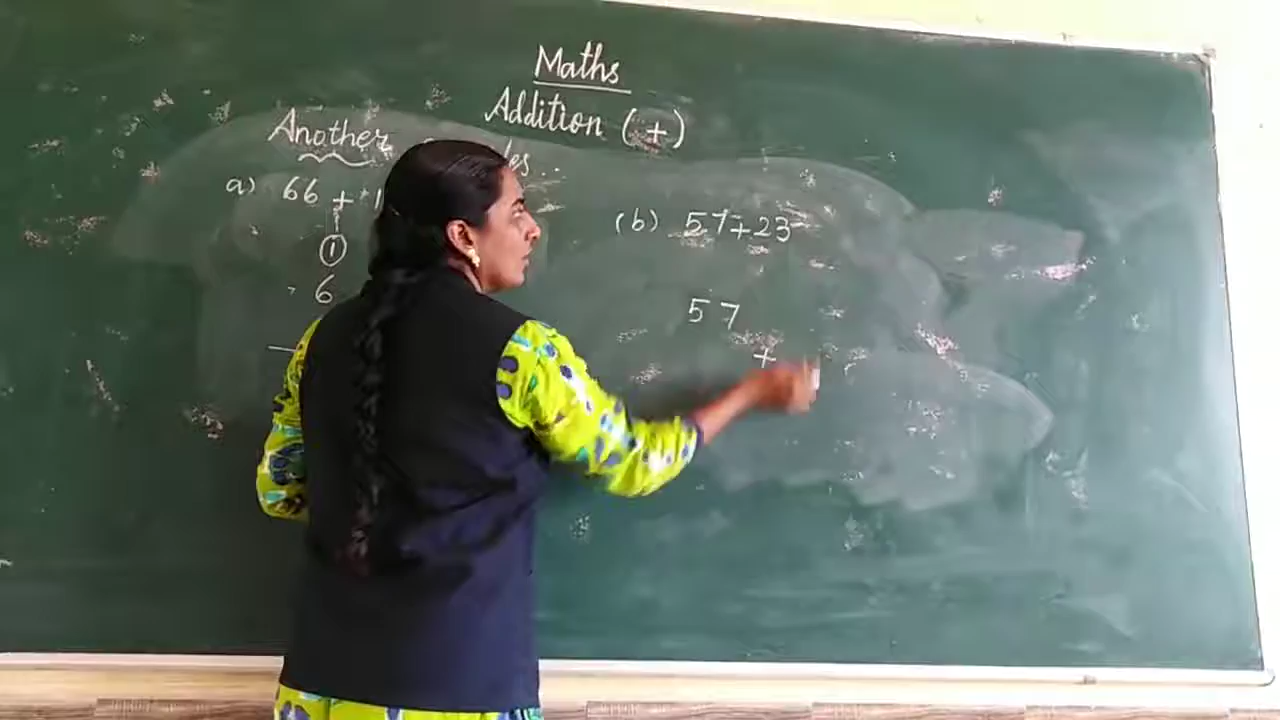 Maths
Addition (+)
Another
a) 66 +
1
6
(b) 57+23
57
+